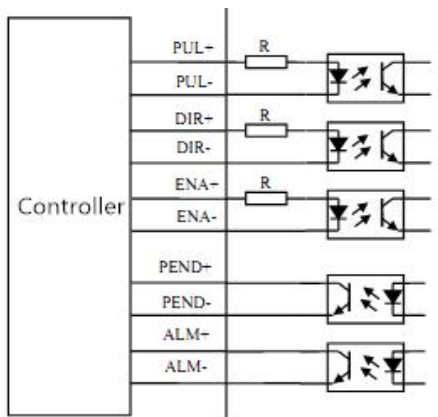 PUL+
R
PUL-
DIR+
R
DIR-
ENA+
R
Controller
ENA-
PEND+
PEND-
ALM+
ALM-